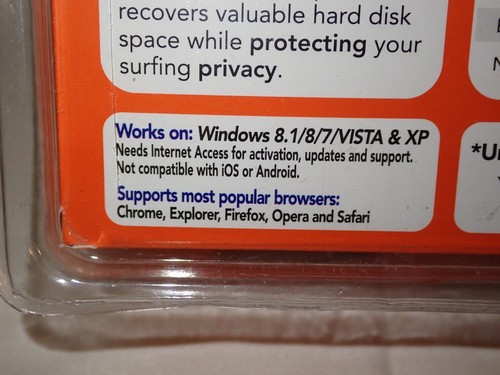 recovers valuable hard disk
space while protecting your
surfing privacy.
Works on: Windows 8.1/8/7/VISTA & XP
Needs Internet Access for activation, updates and support.
Not compatible with iOS or Android.
Supports most popular browsers:
Chrome, Explorer, Firefox, Opera and Safari